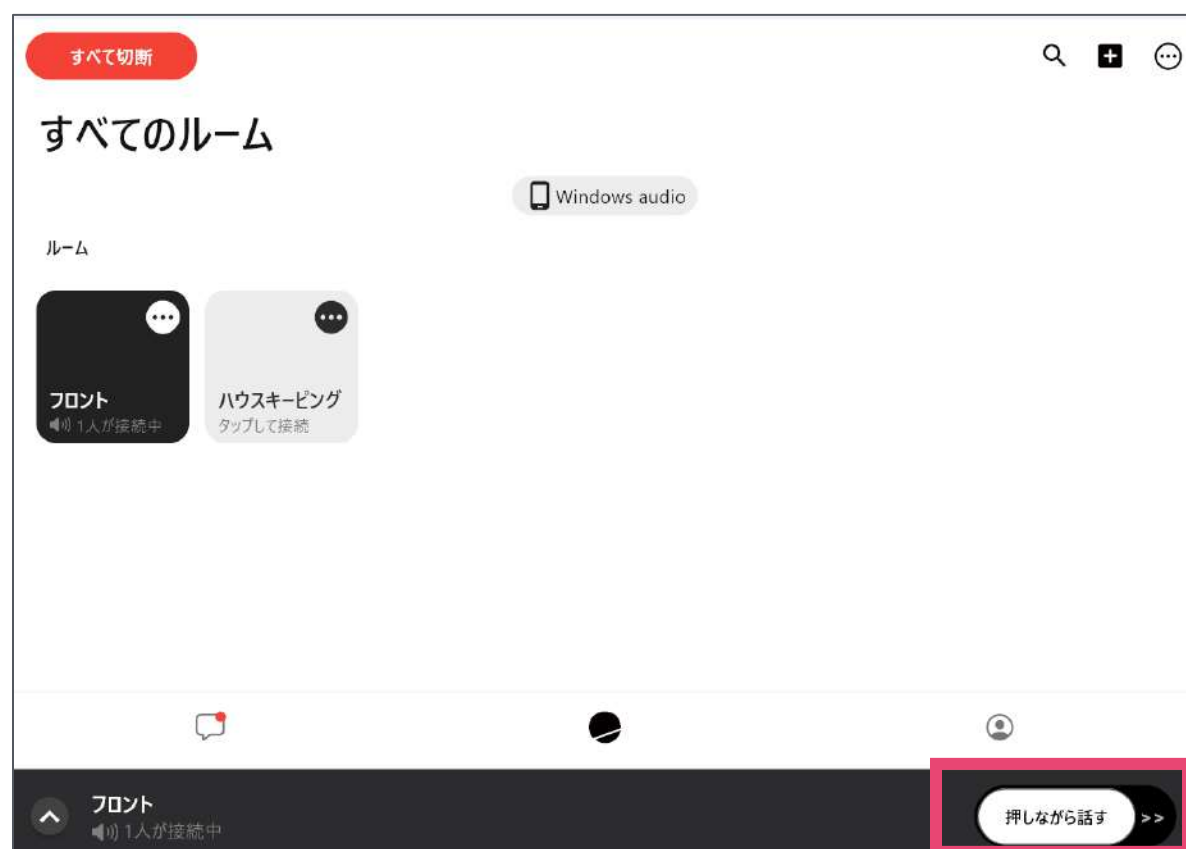 すべて切断
すべてのルーム
Windows audio
ルーム
フロント
1人が接続中
ハウスキーピング
タップして接続
フロント
1人が接続中
押しながら話す >>